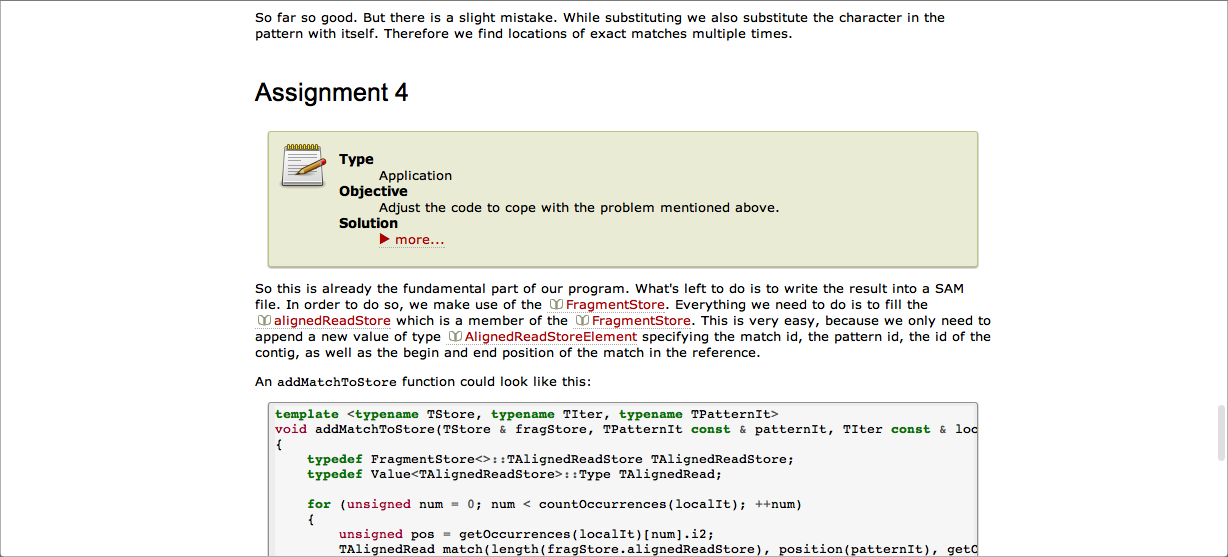 So far so good. But there is a slight mistake. While substituting we also substitute the character in the
pattern with itself. Therefore we find locations of exact matches multiple times.
Assignment 4
Type
Application
Objective
Adjust the code to cope with the problem mentioned above.
Solution
▶ more...
So this is already the fundamental part of our program. What's left to do is to write the result into a SAM
file. In order to do so, we make use of the FragmentStore. Everything we need to do is to fill the
alignedReadStore which is a member of the FragmentStore. This is very easy, because we only need to
append a new value of type AlignedReadStoreElement specifying the match id, the pattern id, the id of the
contig, as well as the begin and end position of the match in the reference.
An addMatchToStore function could look like this:
template <typename TStore, typename TIter, typename TPatternIt>
void addMatchToStore(TStore & fragStore, TPatternIt const & patternIt, TIter const & loc
{
    typedef FragmentStore<>::TAlignedReadStore TAlignedReadStore;
    typedef Value<TAlignedReadStore>::Type TAlignedRead;
    for (unsigned num = 0; num < countOccurrences(localIt); ++num)
    {
        unsigned pos = getOccurrences(localIt)[num].i2;
        TAlignedRead match(length(fragStore.alignedReadStore), position(patternIt), getO